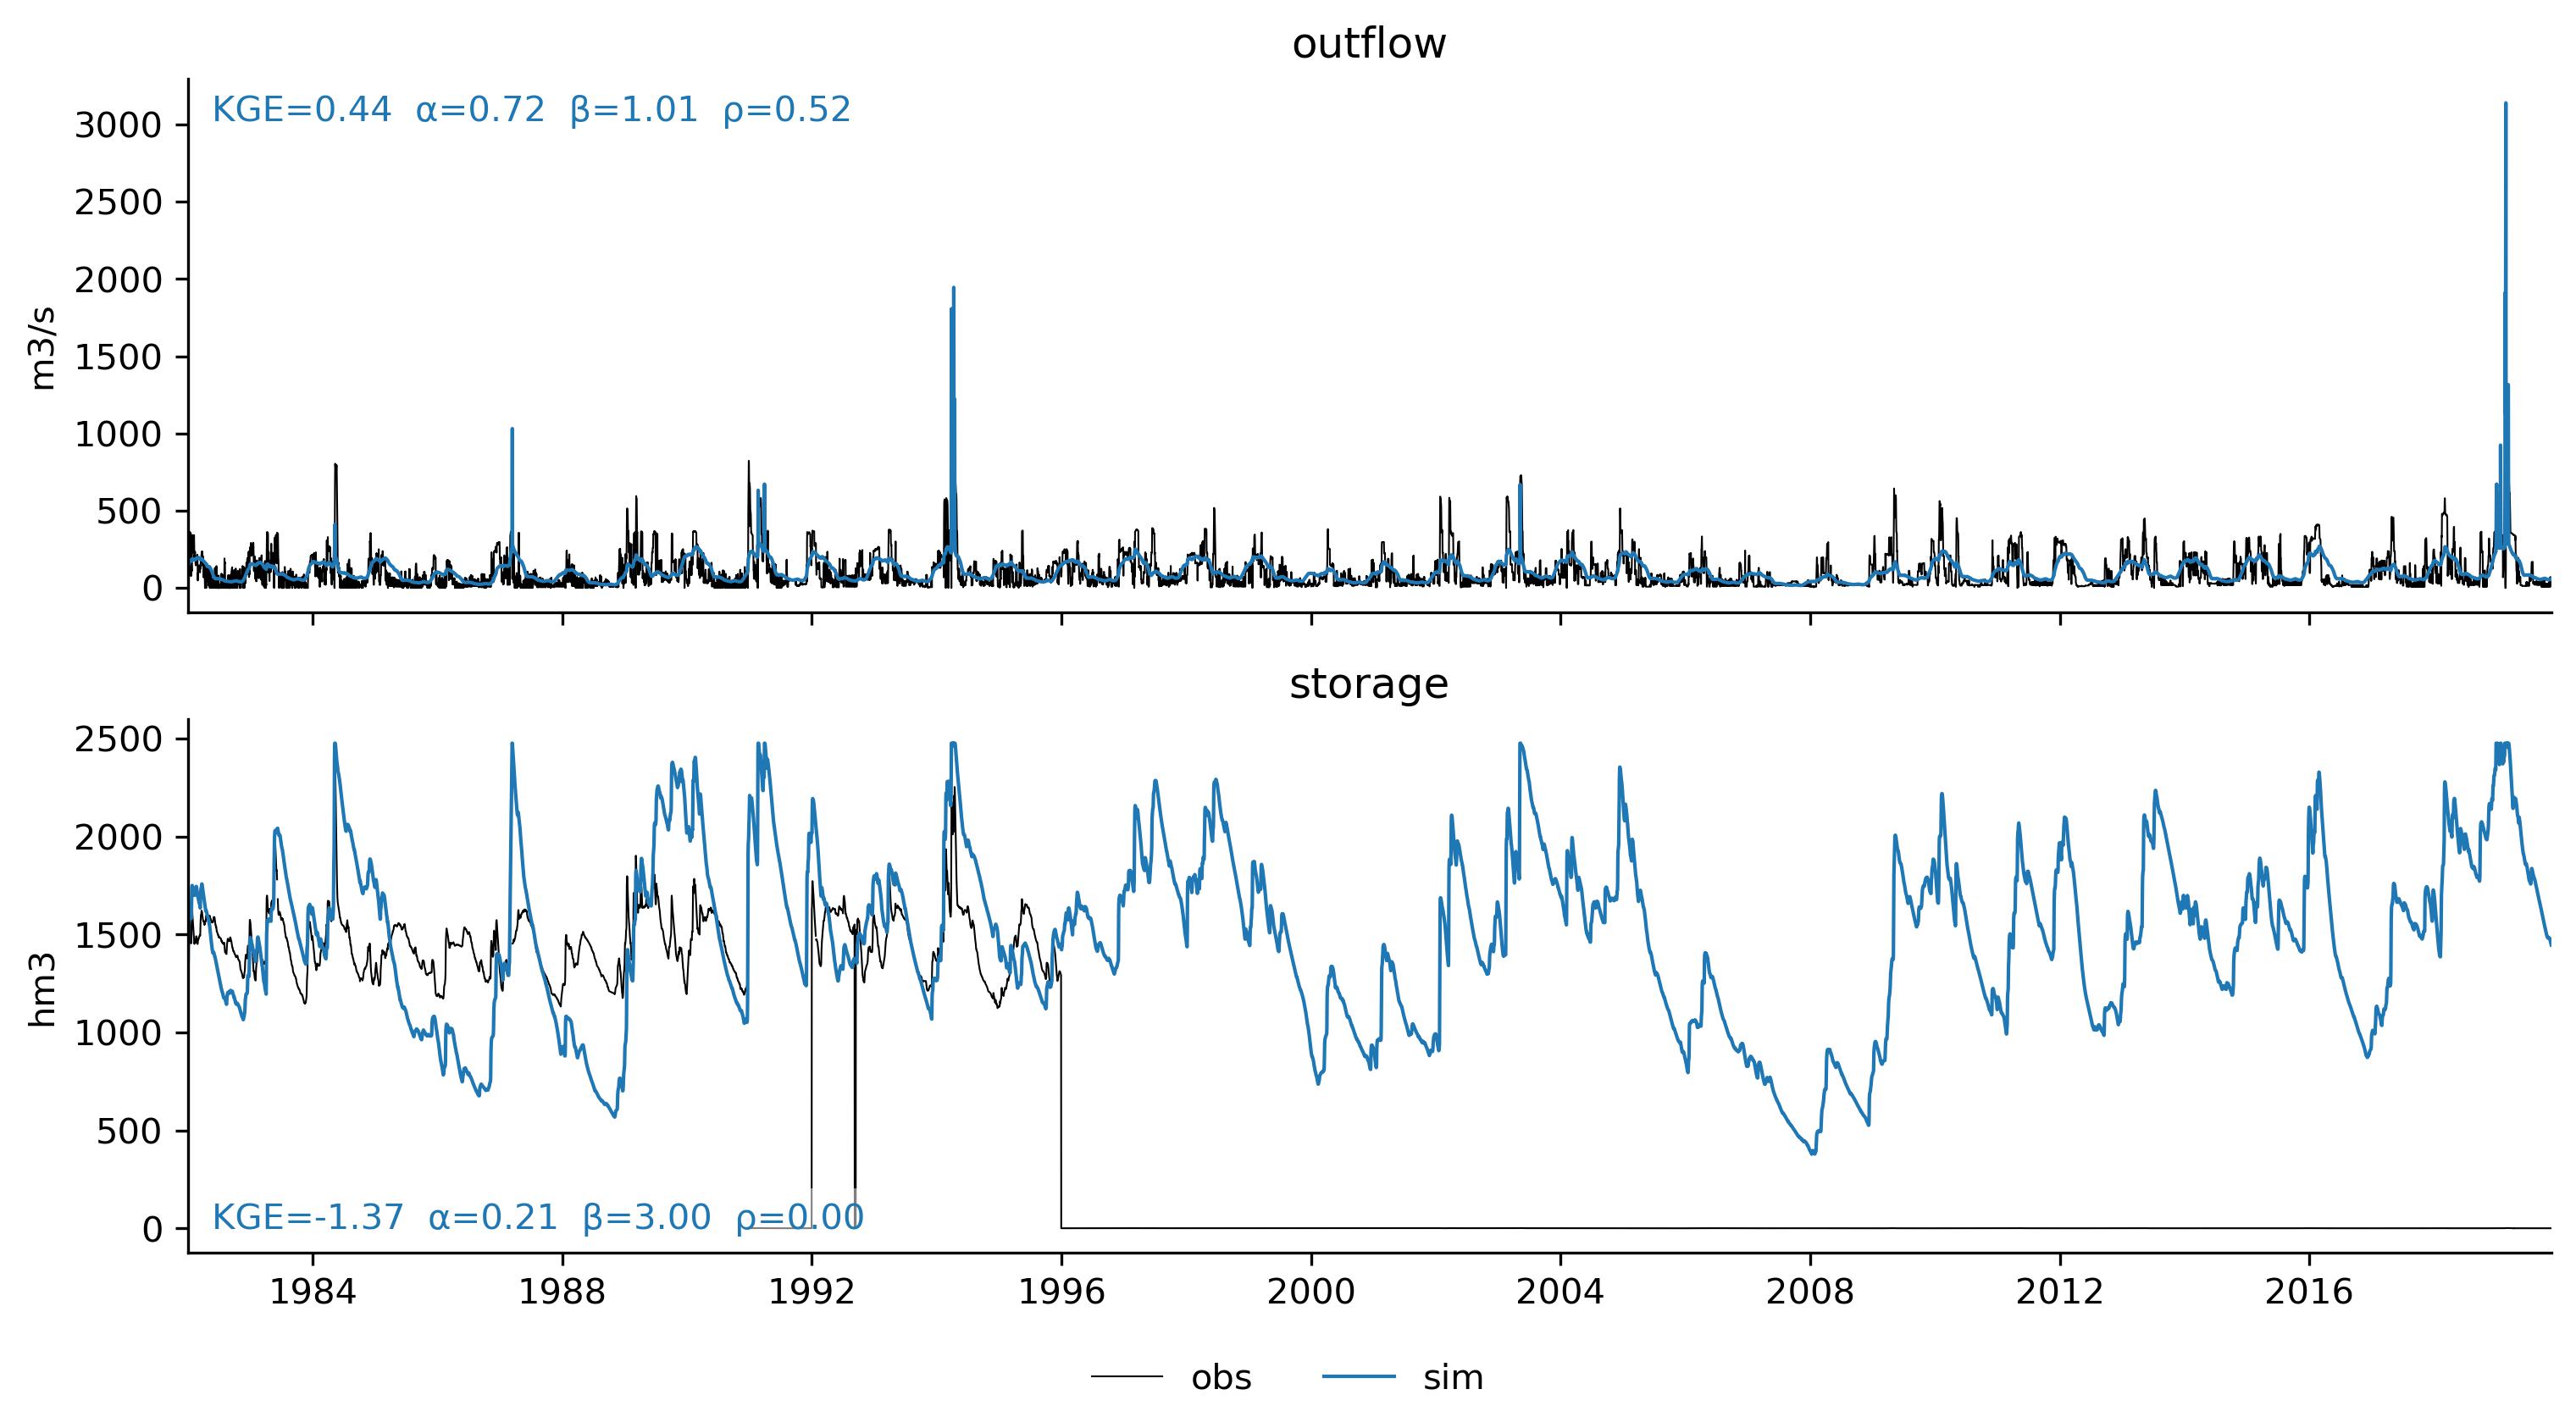 outflow
KGE=0.44 α=0.72 β=1.01 ρ=0.52
3000
2500
2000
1500
1000
500
0
m3/s
storage
2500
2000
1500
1000
500
0
hm3
KGE=-1.37 α=0.21 β=3.00 ρ=0.00
1984 1988 1992 1996 2000 2004 2008 2012 2016
obs sim